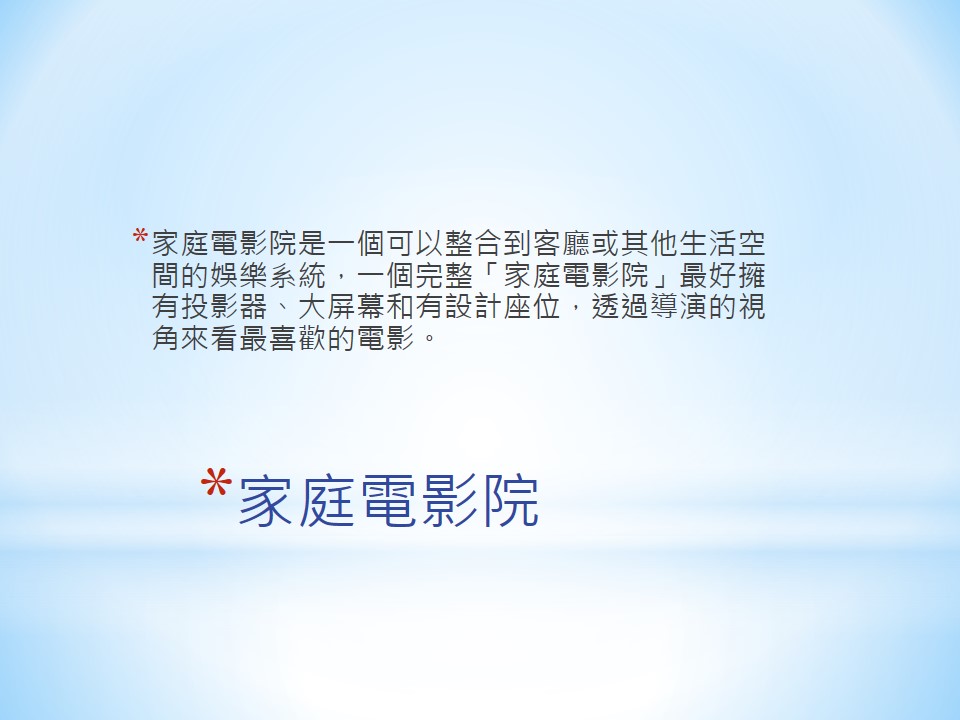 *家庭電影院是一個可以整合到客廳或其他生活空
間的娛樂系統，一個完整「家庭電影院」最好擁
有投影器、大屏幕和有設計座位，透過導演的視
角來看最喜歡的電影。
*家庭電影院